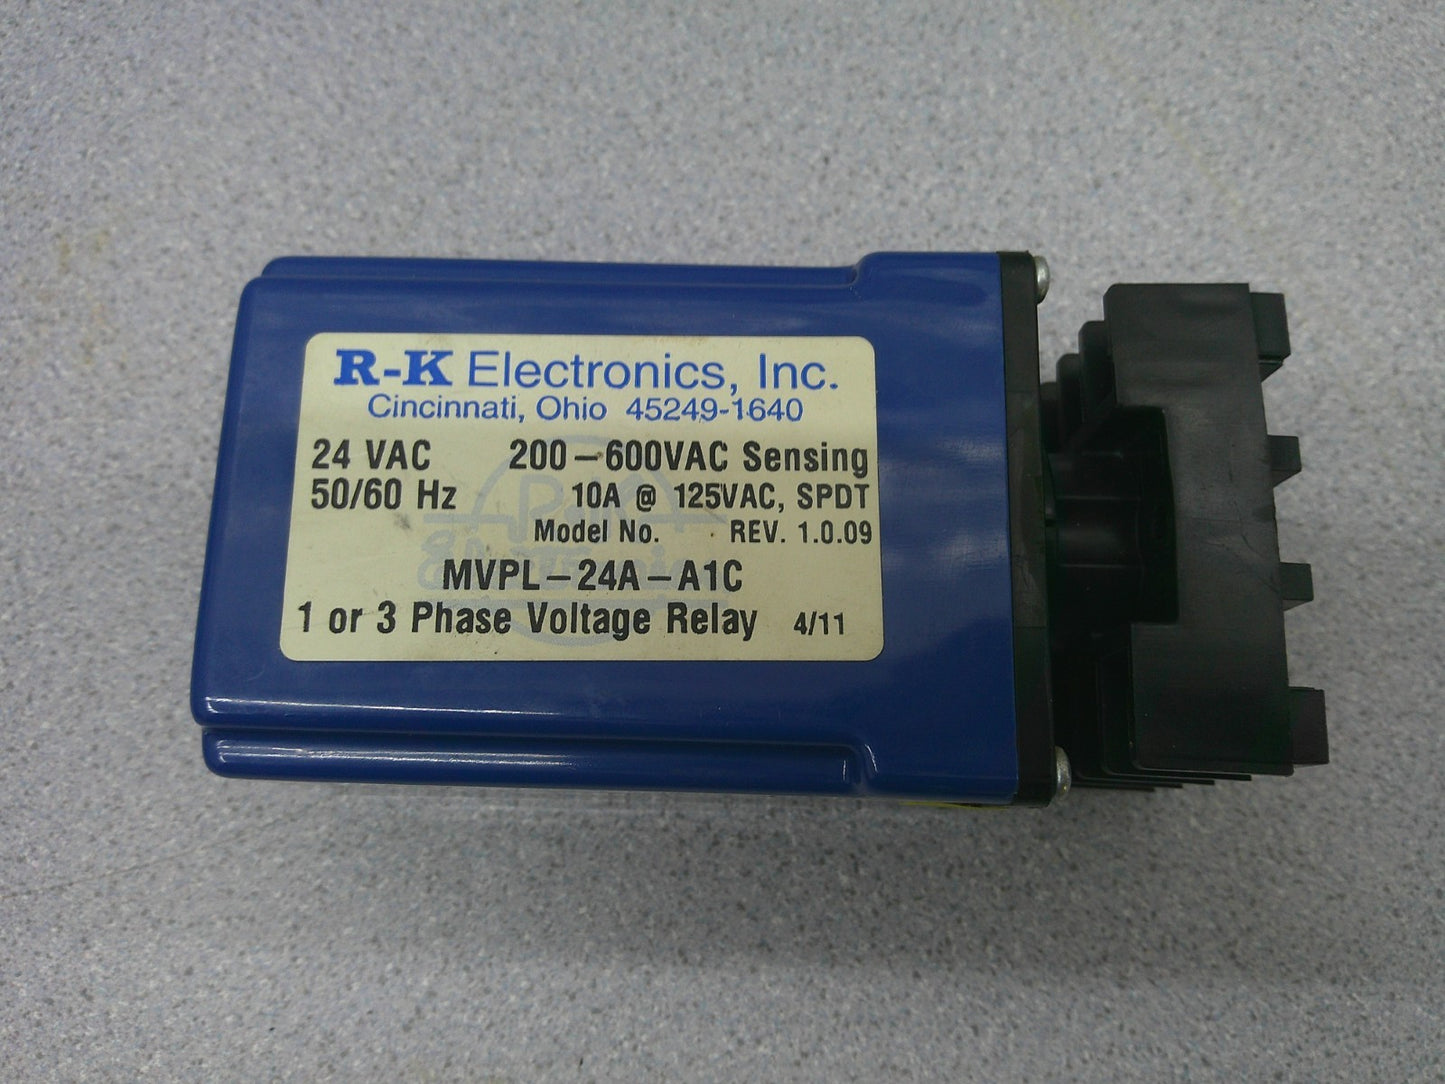 R-K Electronics, Inc.
Cincinnati, Ohio 45249-1640
24 VAC 200-600VAC Sensing
50/60 Hz 10A @ 125VAC, SPDT
Model No. REV. 1.0.09
MVPL-24A-A1C
1 or 3 Phase Voltage Relay 4/11